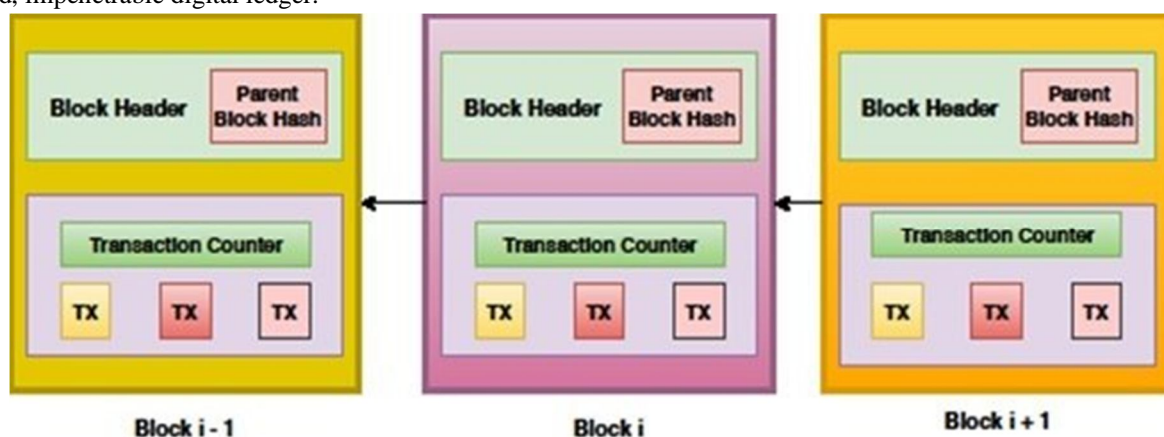 impenetrable digital ledger.
Block Header
Parent
Block Hash
Transaction Counter
TX TX TX
Block i - 1
Block Header
Parent
Block Hash
Transaction Counter
TX TX TX
Block i
Block Header
Parent
Block Hash
Transaction Counter
TX TX TX
Block i + 1